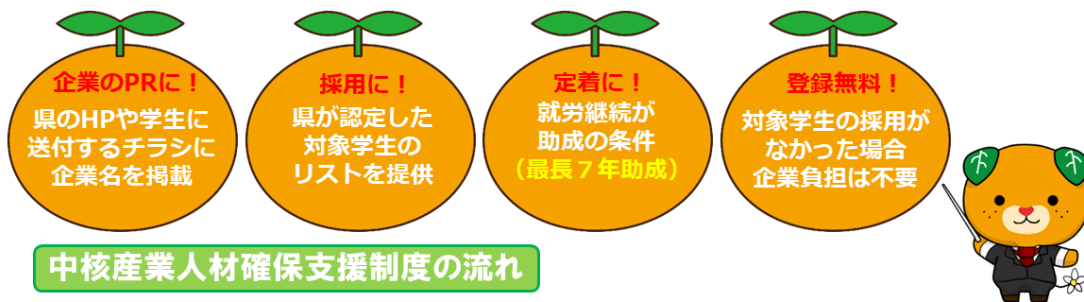 企業のPRに！
県のHPや学生に
送付するチラシに
企業名を掲載
採用に！
県が認定した
対象学生の
リストを提供
定着に！
就労継続が
助成の条件
（最長７年助成）
登録無料！
対象学生の採用が
なかった場合
企業負担は不要
中核産業人材確保支援制度の流れ